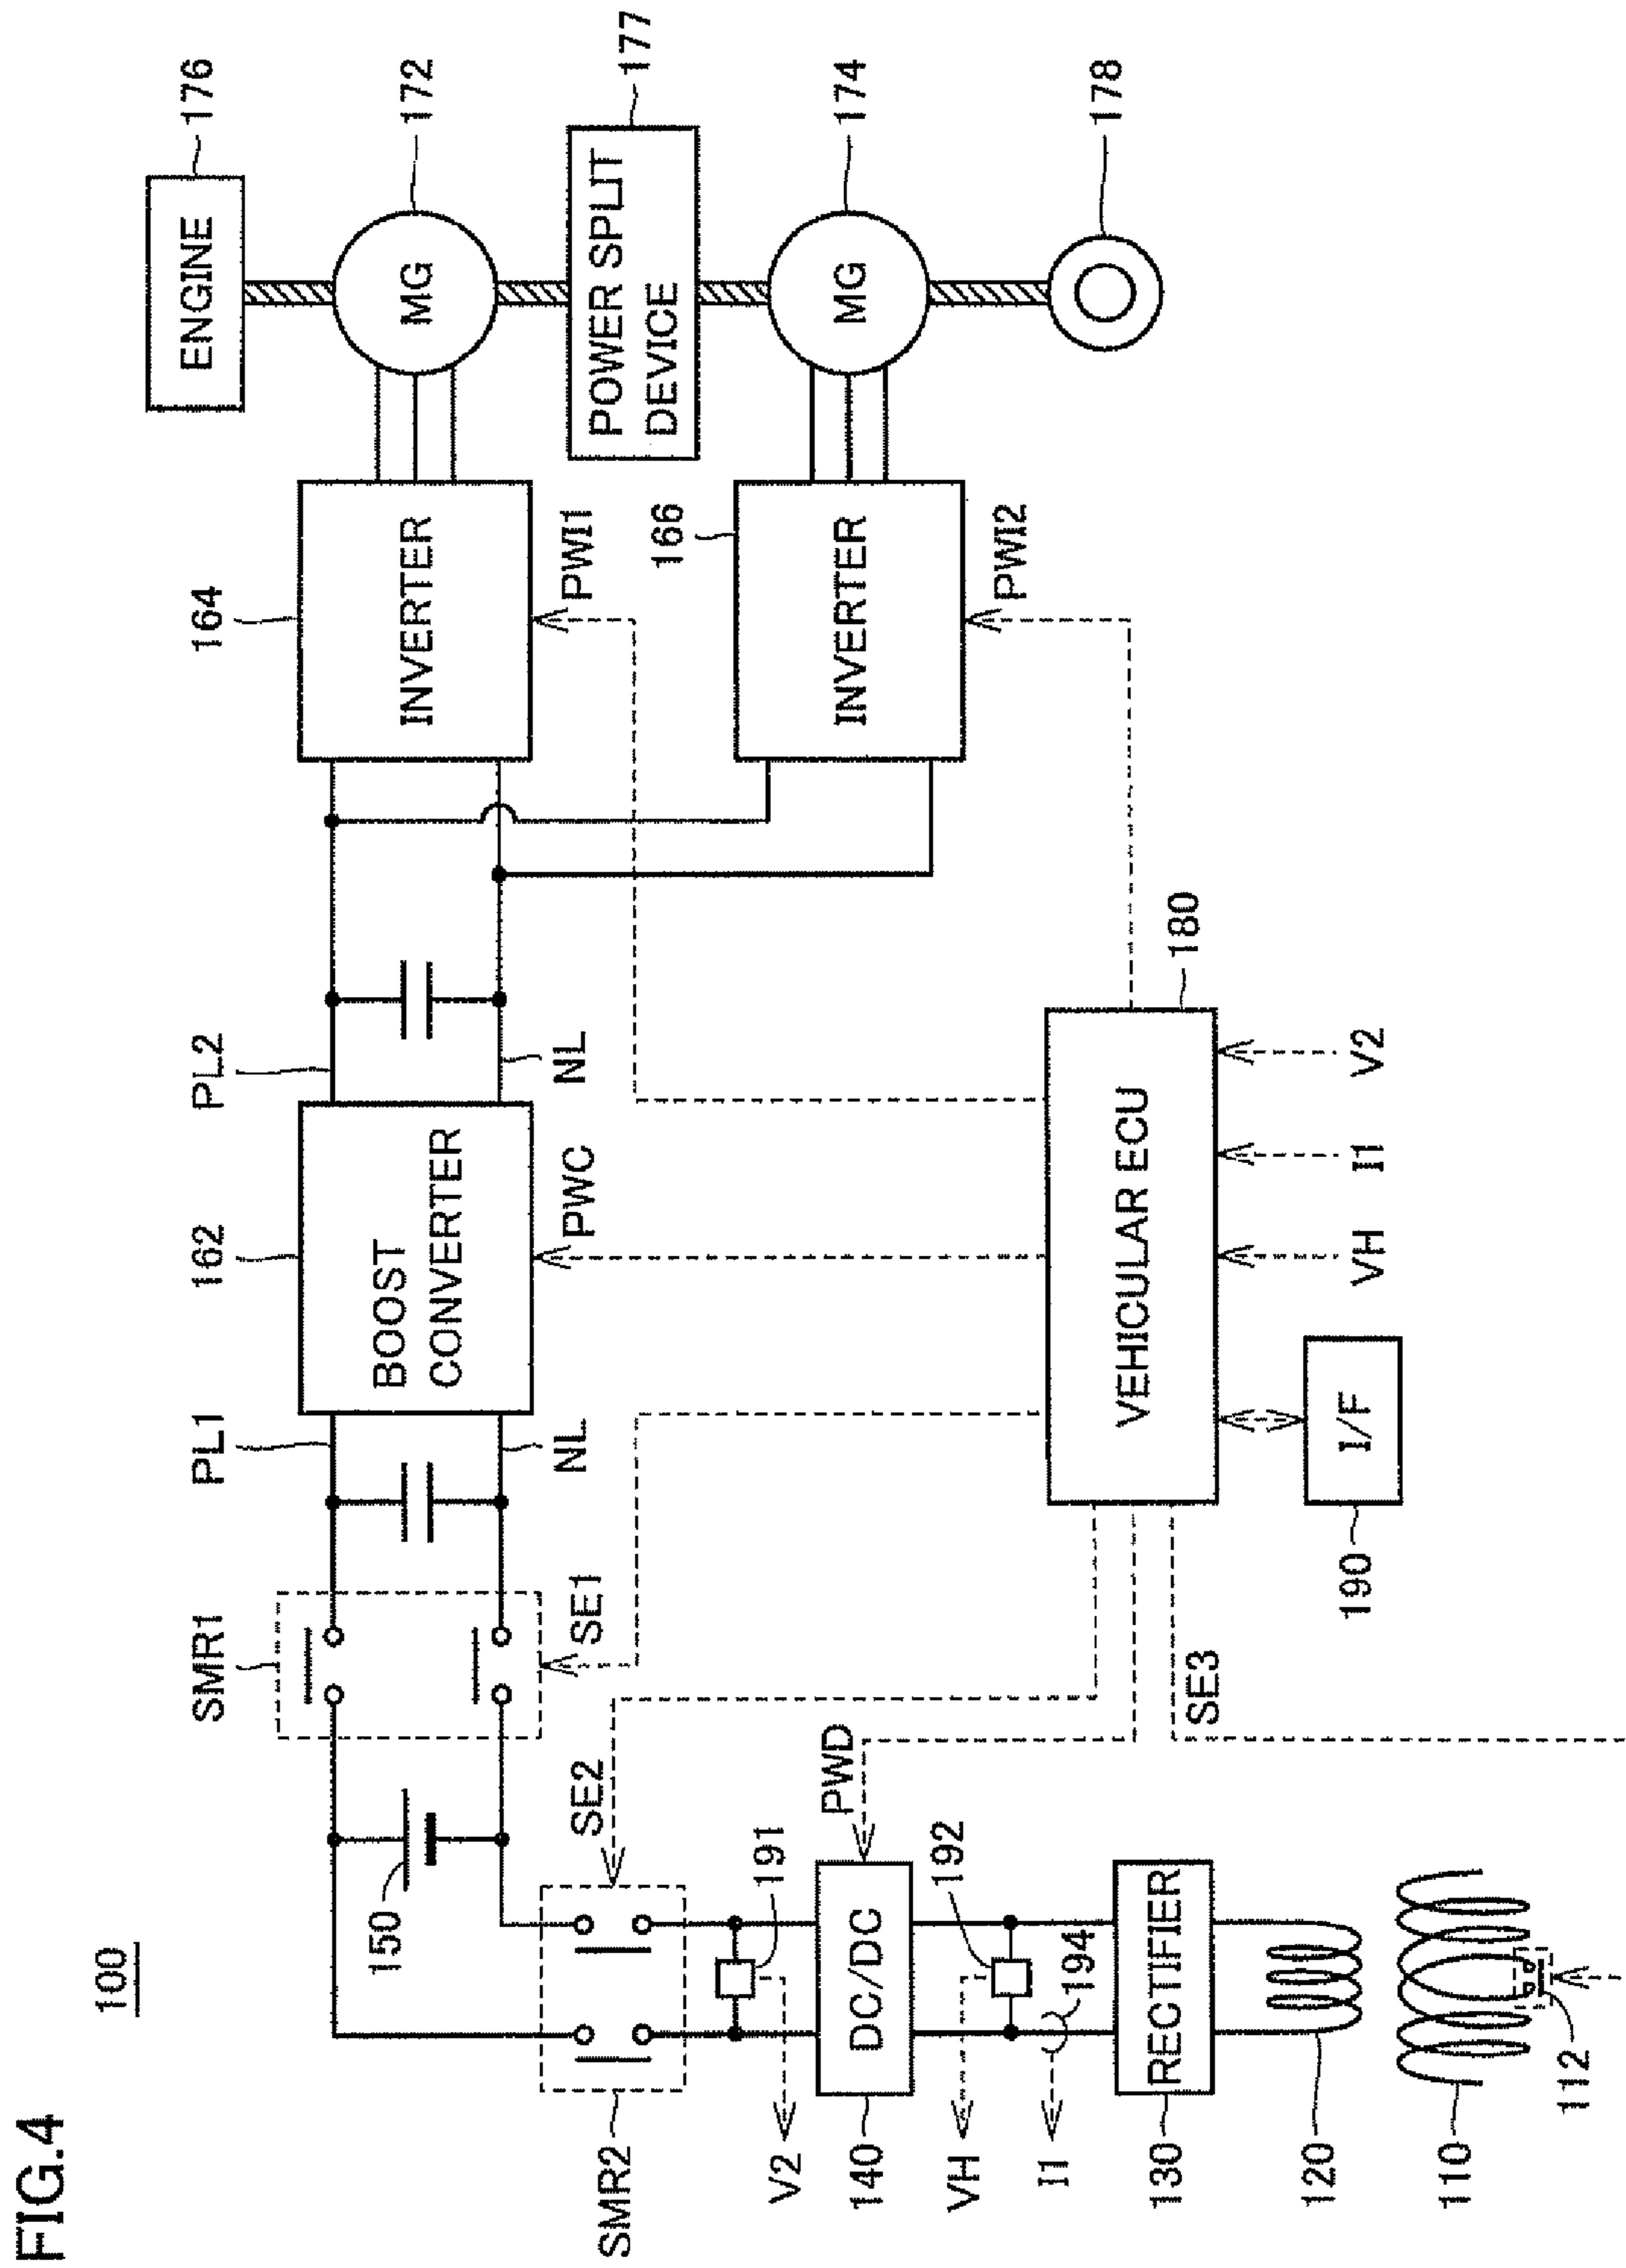 FIG.4
100
SMR1
PL1
162
PL2
164
176
172
177
174
178
150
BOOST
CONVERTER
INVERTER
ENGINE
MG
NL
NL
SE1
PWC
PWI1
POWER SPLIT
DEVICE
SE2
166
INVERTER
MG
PWI2
SMR2
191
V2
PWD
DC/DC
140
192
VH
194
I1
RECTIFIER
130
120
110
112
SE3
VEHICULAR ECU
180
I/F
190
VH
I1
V2